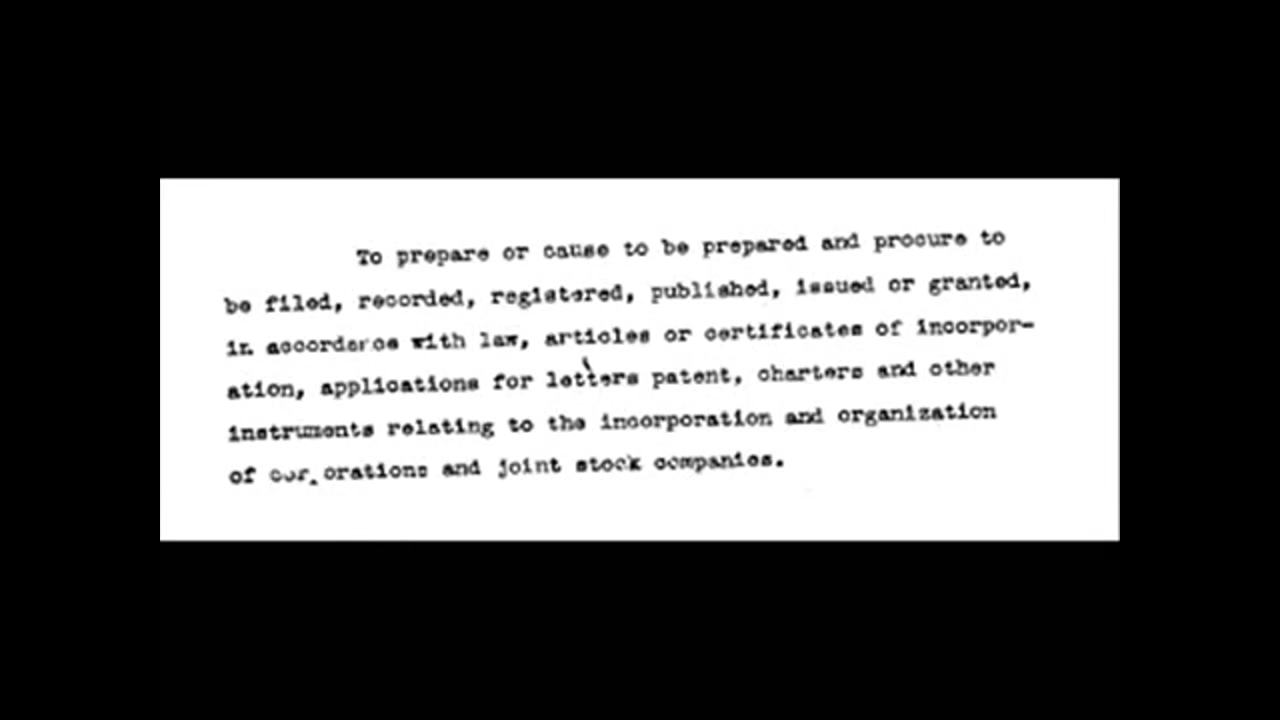 To prepare or cause to be prepared and procure to
be filed, recorded, registered, published, issued or granted,
in accordance with law, articles or certificates of incorpor-
ation, applications for letters patent, charters and other
instruments relating to the incorporation and organization
of corporations and joint stock companies.